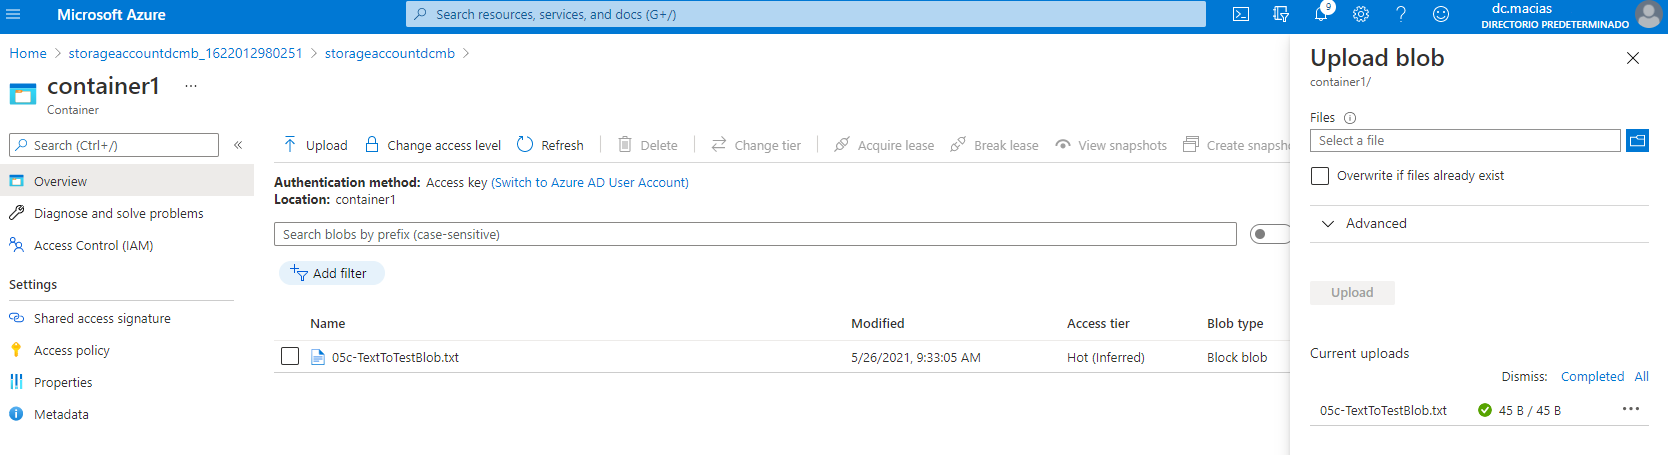 Microsoft Azure
Search resources, services, and docs (G+/)
9
dc.macias
DIRECTORIO PREDETERMINADO
Home > storageaccountdcmb_1622012980251 > storageaccountdcmb >
container1 ...
Container
Search (Ctrl+/)
«
Overview
Diagnose and solve problems
Access Control (IAM)
Settings
Shared access signature
Access policy
Properties
Metadata
Upload
Change access level
Refresh
Delete
Change tier
Acquire lease
Break lease
View snapshots
Create snapsh
Authentication method: Access key (Switch to Azure AD User Account)
Location: container1
Search blobs by prefix (case-sensitive)
Add filter
Name Modified Access tier Blob type
05c-TextToTestBlob.txt 5/26/2021, 9:33:05 AM Hot (Inferred) Block blob
Upload blob
container1/
Files
Select a file
Overwrite if files already exist
Advanced
Upload
Current uploads
Dismiss: Completed All
05c-TextToTestBlob.txt 45 B / 45 B ...